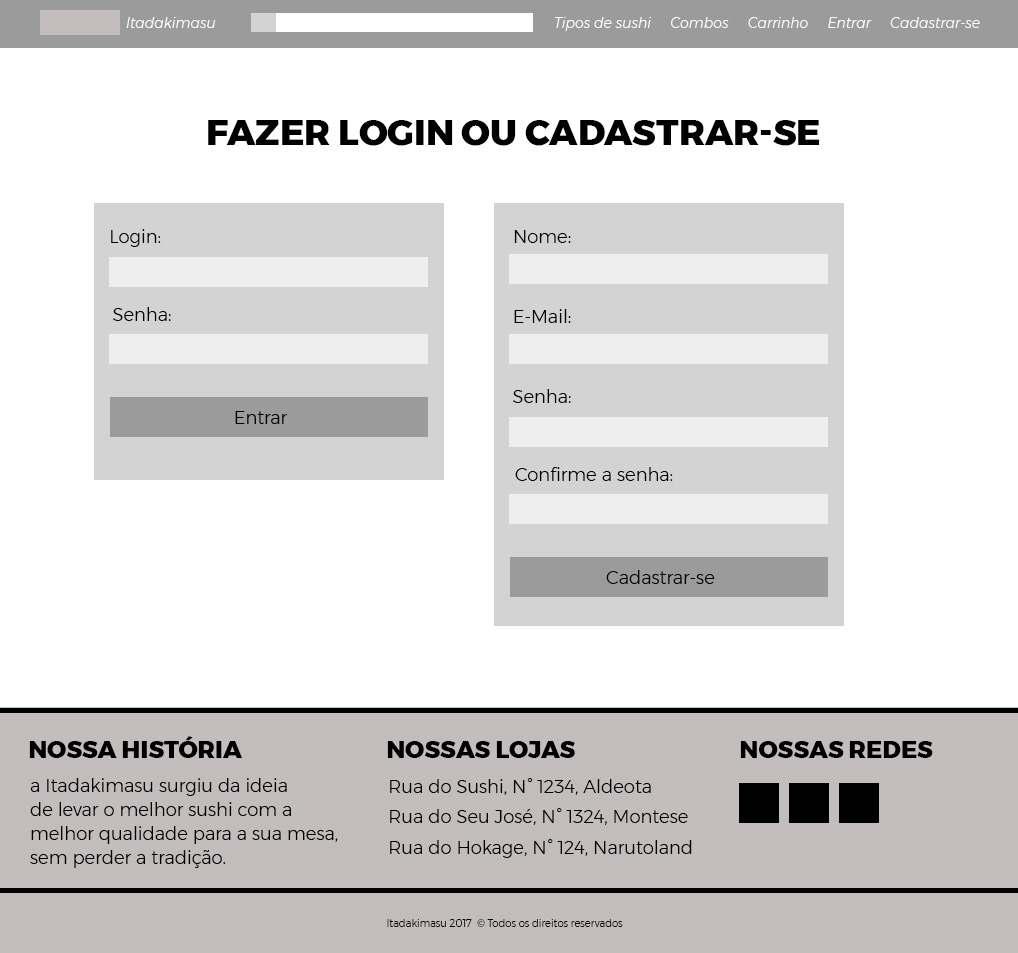 Itadakimasu
Tipos de sushi Combos Carrinho Entrar Cadastrar-se
FAZER LOGIN OU CADASTRAR-SE
Login:
Senha:
Entrar
Nome:
E-Mail:
Senha:
Confirme a senha:
Cadastrar-se
NOSSA HISTÓRIA
a Itadakimasu surgiu da ideia
de levar o melhor sushi com a
melhor qualidade para a sua mesa,
sem perder a tradição.
NOSSAS LOJAS
Rua do Sushi, N° 1234, Aldeota
Rua do Seu José, N° 1324, Montese
Rua do Hokage, N° 124, Narutoland
NOSSAS REDES
Itadakimasu 2017 © Todos os direitos reservados